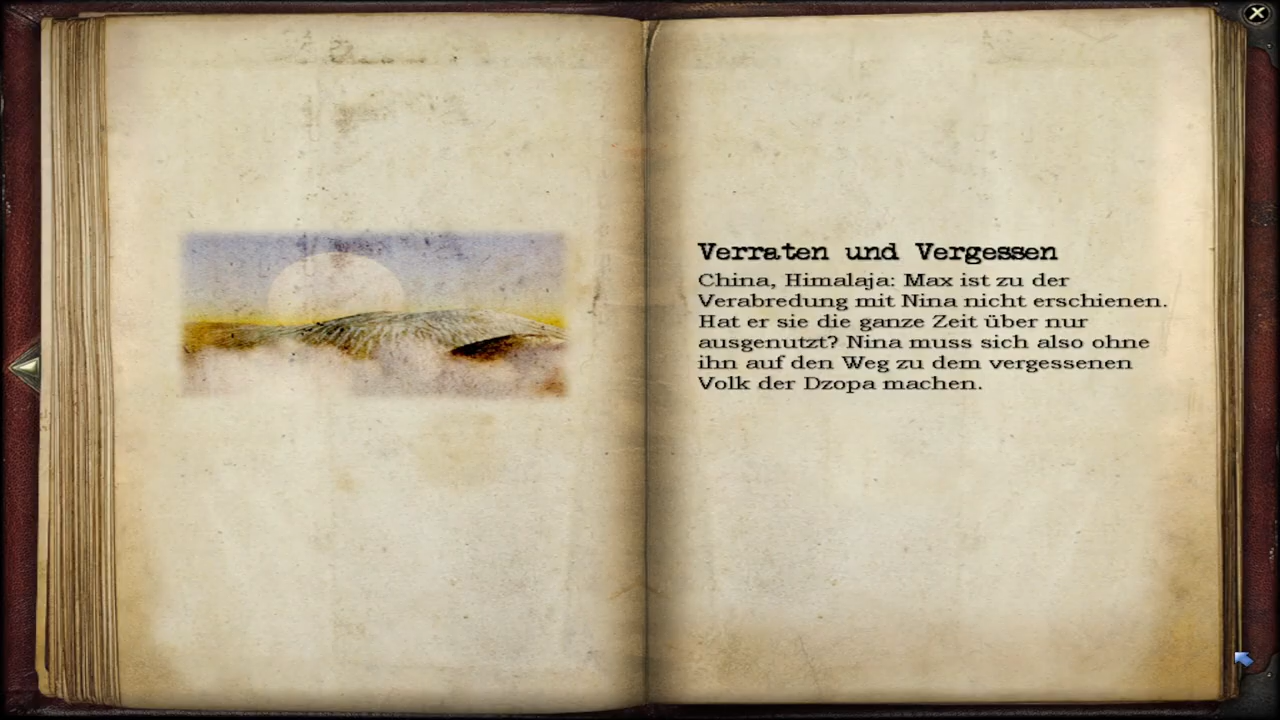 Verraten und Vergessen
China, Himalaja: Max ist zu der
Verabredung mit Nina nicht erschienen.
Hat er sie die ganze Zeit über nur
ausgenutzt? Nina muss sich also ohne
ihn auf den Weg zu dem vergessenen
Volk der Dzopa machen.